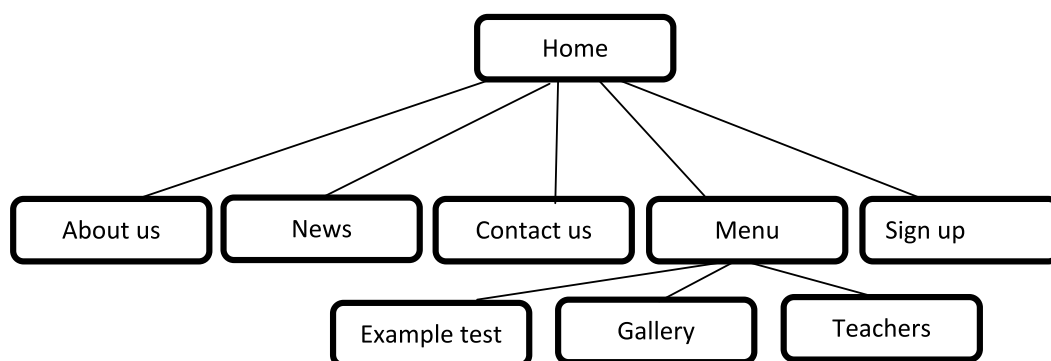 Home
About us
News
Contact us
Menu
Sign up
Example test
Gallery
Teachers